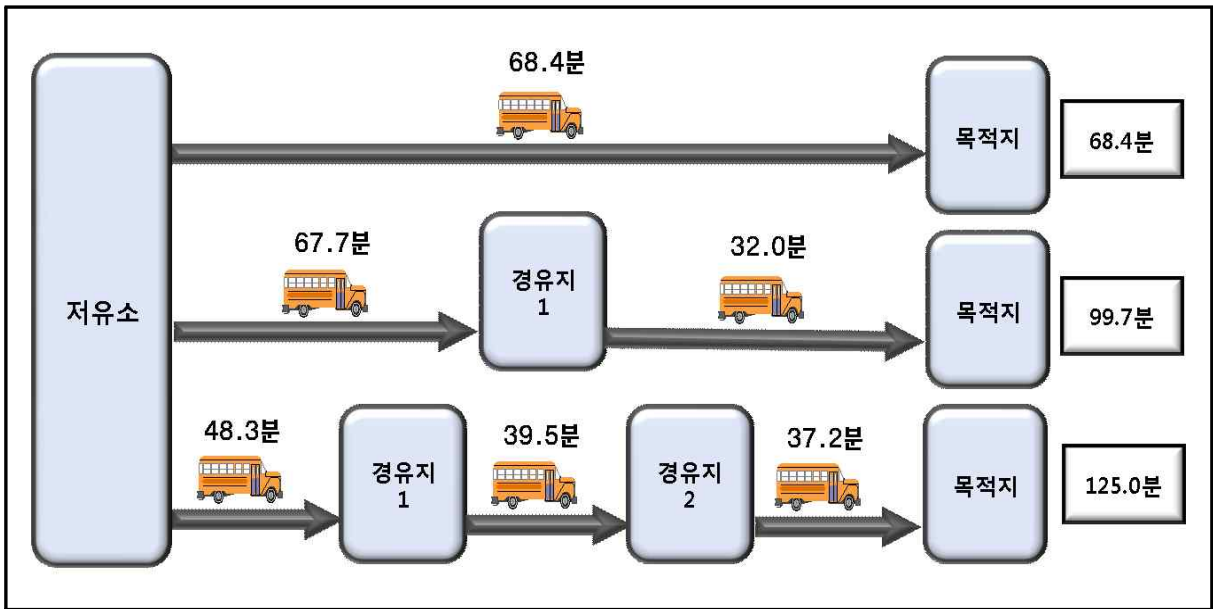 68.4분
목적지
68.4분
67.7분
경유지
1
32.0분
목적지
99.7분
저유소
48.3분
경유지
1
39.5분
경유지
2
37.2분
목적지
125.0분